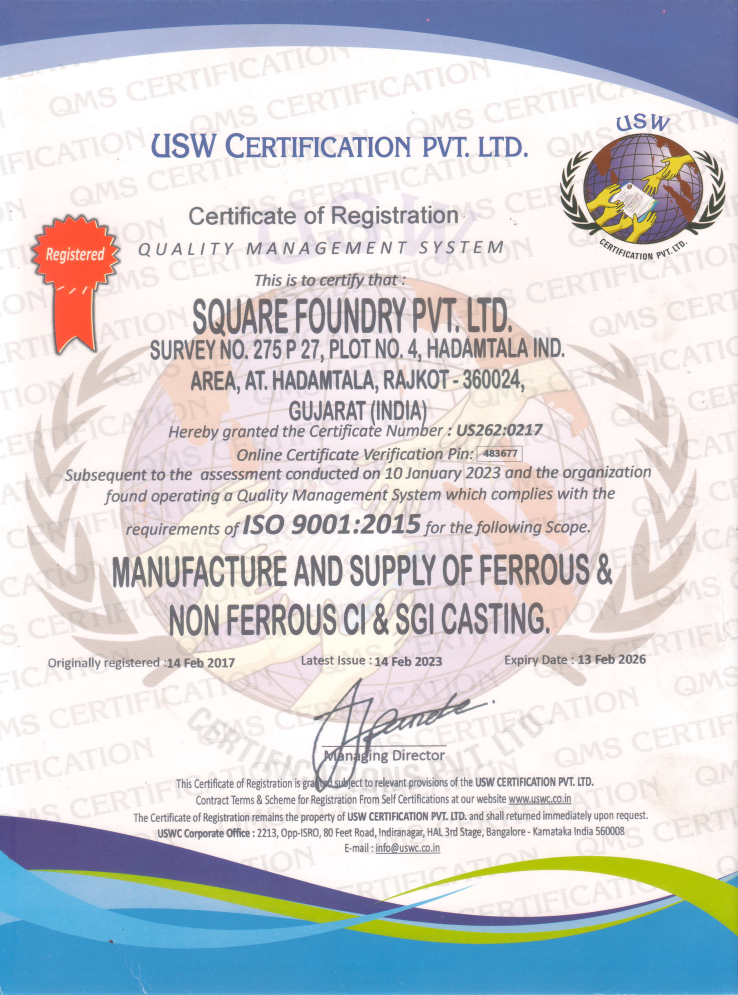 USW CERTIFICATION PVT. LTD.
USW
CERTIFICATION PVT. LTD.
Certificate of Registration
Registered
QUALITY MANAGEMENT SYSTEM
This is to certify that :
SQUARE FOUNDRY PVT. LTD.
SURVEY NO. 275 P 27, PLOT NO. 4, HADAMTALA IND.
AREA, AT. HADAMTALA, RAJKOT - 360024,
GUJARAT (INDIA)
Hereby granted the Certificate Number : US262:0217
Online Certificate Verification Pin: 483677
Subsequent to the assessment conducted on 10 January 2023 and the organization
found operating a Quality Management System which complies with the
requirements of ISO 9001:2015 for the following Scope.
MANUFACTURE AND SUPPLY OF FERROUS &
NON FERROUS CI & SGI CASTING.
Originally registered :14 Feb 2017 Latest Issue : 14 Feb 2023 Expiry Date : 13 Feb 2026
Managing Director
This Certificate of Registration is granted subject to relevant provisions of the USW CERTIFICATION PVT. LTD.
Contract Terms & Scheme for Registration From Self Certifications at our website www.uswc.co.in
The Certificate of Registration remains the property of USW CERTIFICATION PVT. LTD. and shall returned immediately upon request.
USWC Corporate Office : 2213, Opp-ISRO, 80 Feet Road, Indiranagar, HAL 3rd Stage, Bangalore - Karnataka India 560008
E-mail : info@uswc.co.in